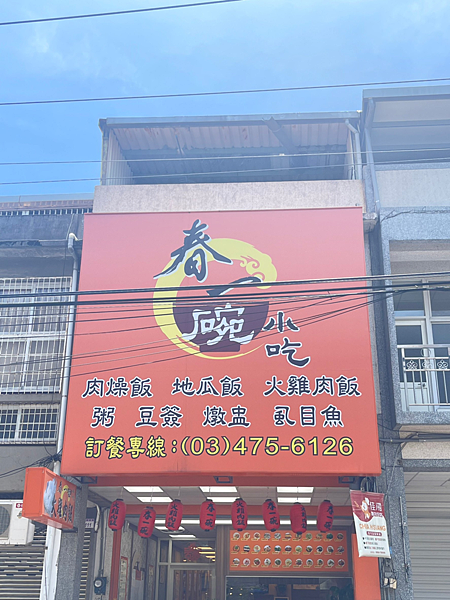 春一碗
小吃
肉燥飯 地瓜飯 火雞肉飯
粥 豆簽 燉盅 虱目魚
訂餐專線：(03)475-6126